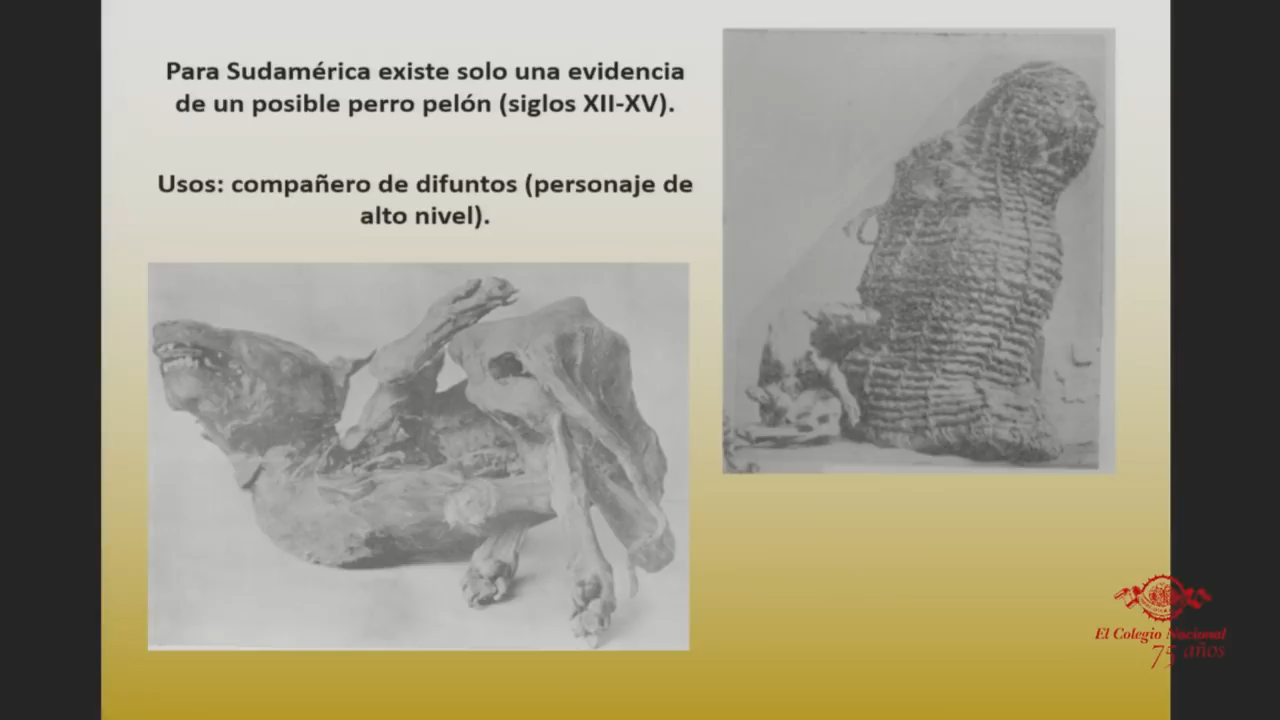 Para Sudamérica existe solo una evidencia
de un posible perro pelón (siglos XII-XV).
Usos: compañero de difuntos (personaje de
alto nivel).
El Colegio Nacional
75 años